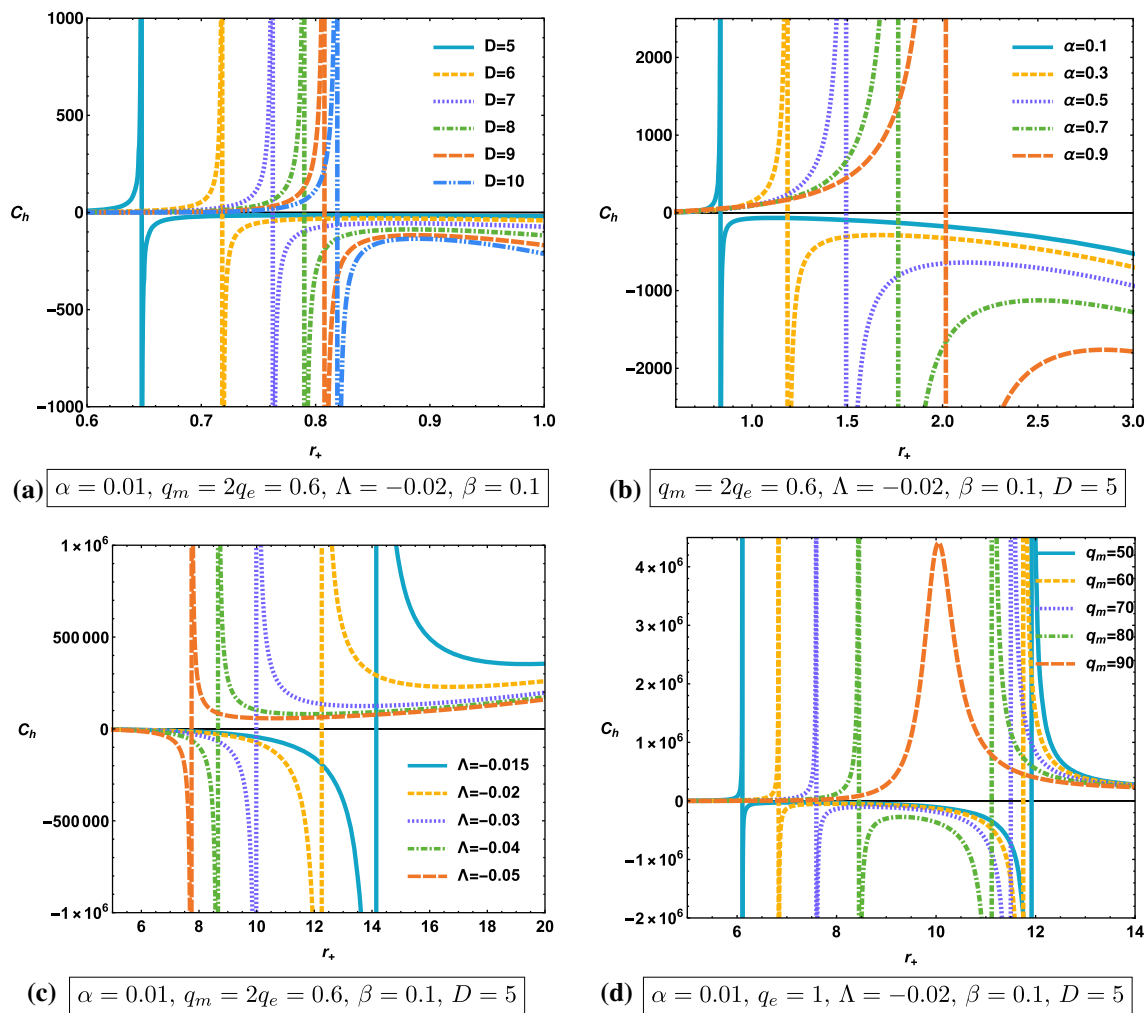 1000
500
0
−500
−1000
C_h
0.6 0.7 0.8 0.9 1.0
r_+
D=5
D=6
D=7
D=8
D=9
D=10
(a) α = 0.01, q_m = 2q_e = 0.6, Λ = −0.02, β = 0.1
2000
1000
0
−1000
−2000
C_h
1.0 1.5 2.0 2.5 3.0
r_+
α=0.1
α=0.3
α=0.5
α=0.7
α=0.9
(b) q_m = 2q_e = 0.6, Λ = −0.02, β = 0.1, D = 5
1×10^6
500 000
0
−500 000
−1×10^6
C_h
6 8 10 12 14 16 18 20
r_+
Λ=−0.015
Λ=−0.02
Λ=−0.03
Λ=−0.04
Λ=−0.05
(c) α = 0.01, q_m = 2q_e = 0.6, β = 0.1, D = 5
4×10^6
3×10^6
2×10^6
1×10^6
0
−1×10^6
−2×10^6
C_h
6 8 10 12 14
r_+
q_m=50
q_m=60
q_m=70
q_m=80
q_m=90
(d) α = 0.01, q_e = 1, Λ = −0.02, β = 0.1, D = 5